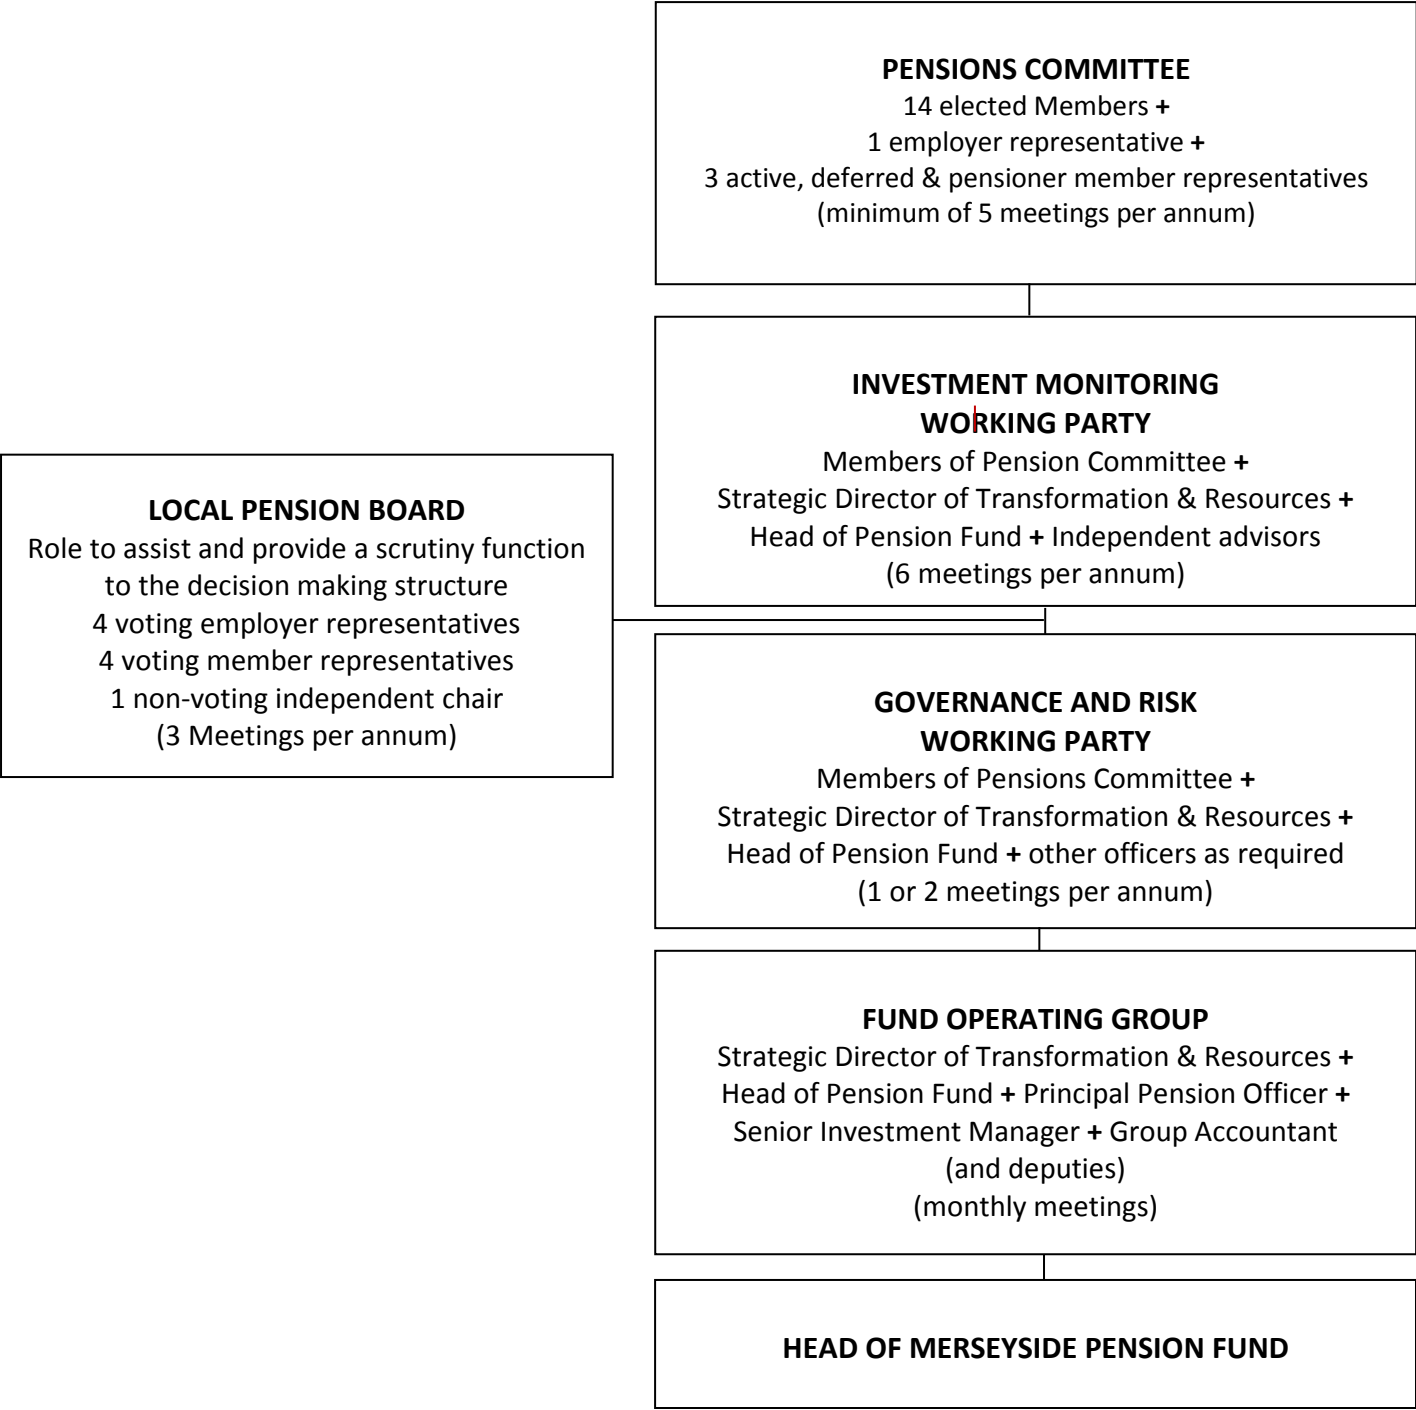 PENSIONS COMMITTEE
14 elected Members +
1 employer representative +
3 active, deferred & pensioner member representatives
(minimum of 5 meetings per annum)
INVESTMENT MONITORING
WORKING PARTY
Members of Pension Committee +
Strategic Director of Transformation & Resources +
Head of Pension Fund + Independent advisors
(6 meetings per annum)
LOCAL PENSION BOARD
Role to assist and provide a scrutiny function
to the decision making structure
4 voting employer representatives
4 voting member representatives
1 non-voting independent chair
(3 Meetings per annum)
GOVERNANCE AND RISK
WORKING PARTY
Members of Pensions Committee +
Strategic Director of Transformation & Resources +
Head of Pension Fund + other officers as required
(1 or 2 meetings per annum)
FUND OPERATING GROUP
Strategic Director of Transformation & Resources +
Head of Pension Fund + Principal Pension Officer +
Senior Investment Manager + Group Accountant
(and deputies)
(monthly meetings)
HEAD OF MERSEYSIDE PENSION FUND